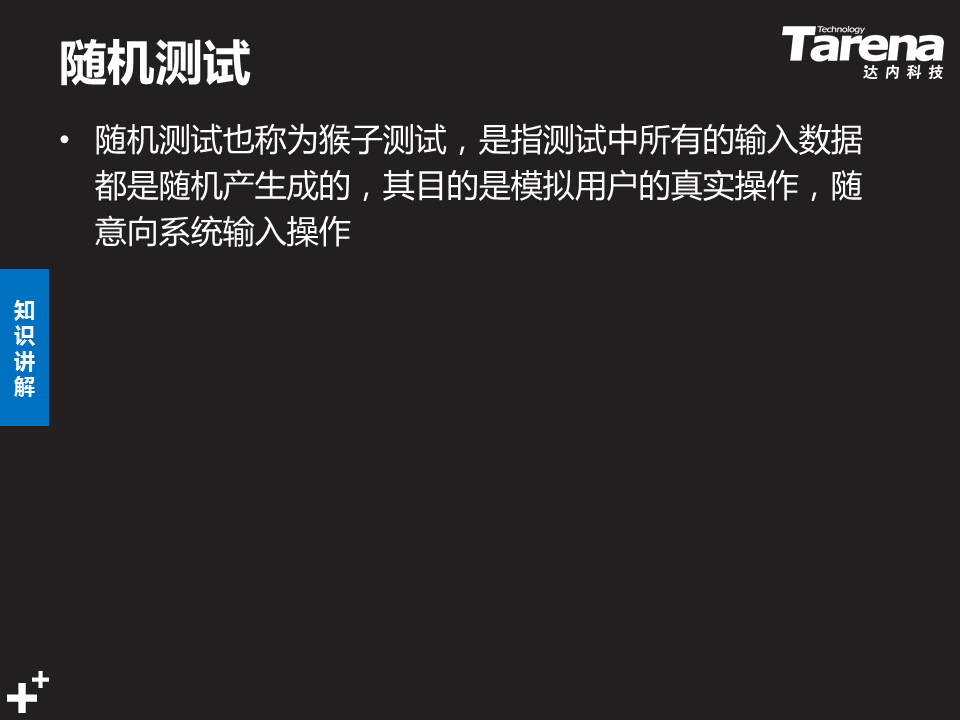 随机测试
Technology
Tarena
达内科技
• 随机测试也称为猴子测试，是指测试中所有的输入数据
都是随机产生成的，其目的是模拟用户的真实操作，随
意向系统输入操作
知
识
讲
解